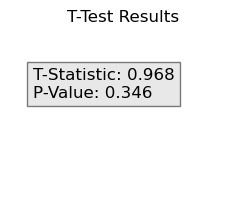 T-Test Results
T-Statistic: 0.968
P-Value: 0.346